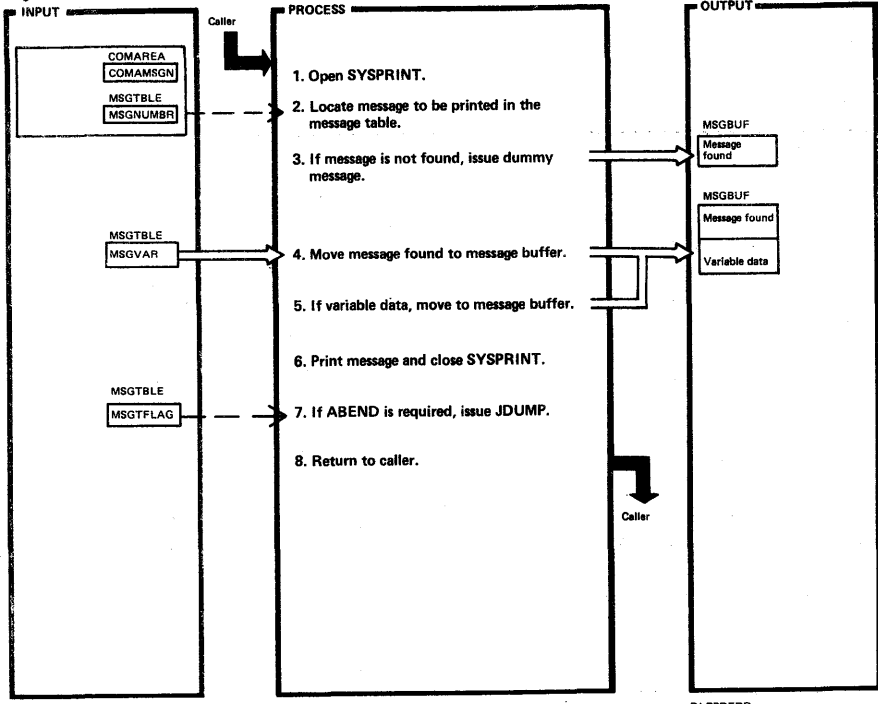 INPUT
COMAREA
COMAMSGN
MSGTBLE
MSGNUMBR
MSGTBLE
MSGVAR
MSGTBLE
MSGTFLAG
Caller
PROCESS
1. Open SYSPRINT.
2. Locate message to be printed in the
message table.
3. If message is not found, issue dummy
message.
4. Move message found to message buffer.
5. If variable data, move to message buffer.
6. Print message and close SYSPRINT.
7. If ABEND is required, issue JDUMP.
8. Return to caller.
Caller
OUTPUT
MSGBUF
Message
found
MSGBUF
Message found
Variable data